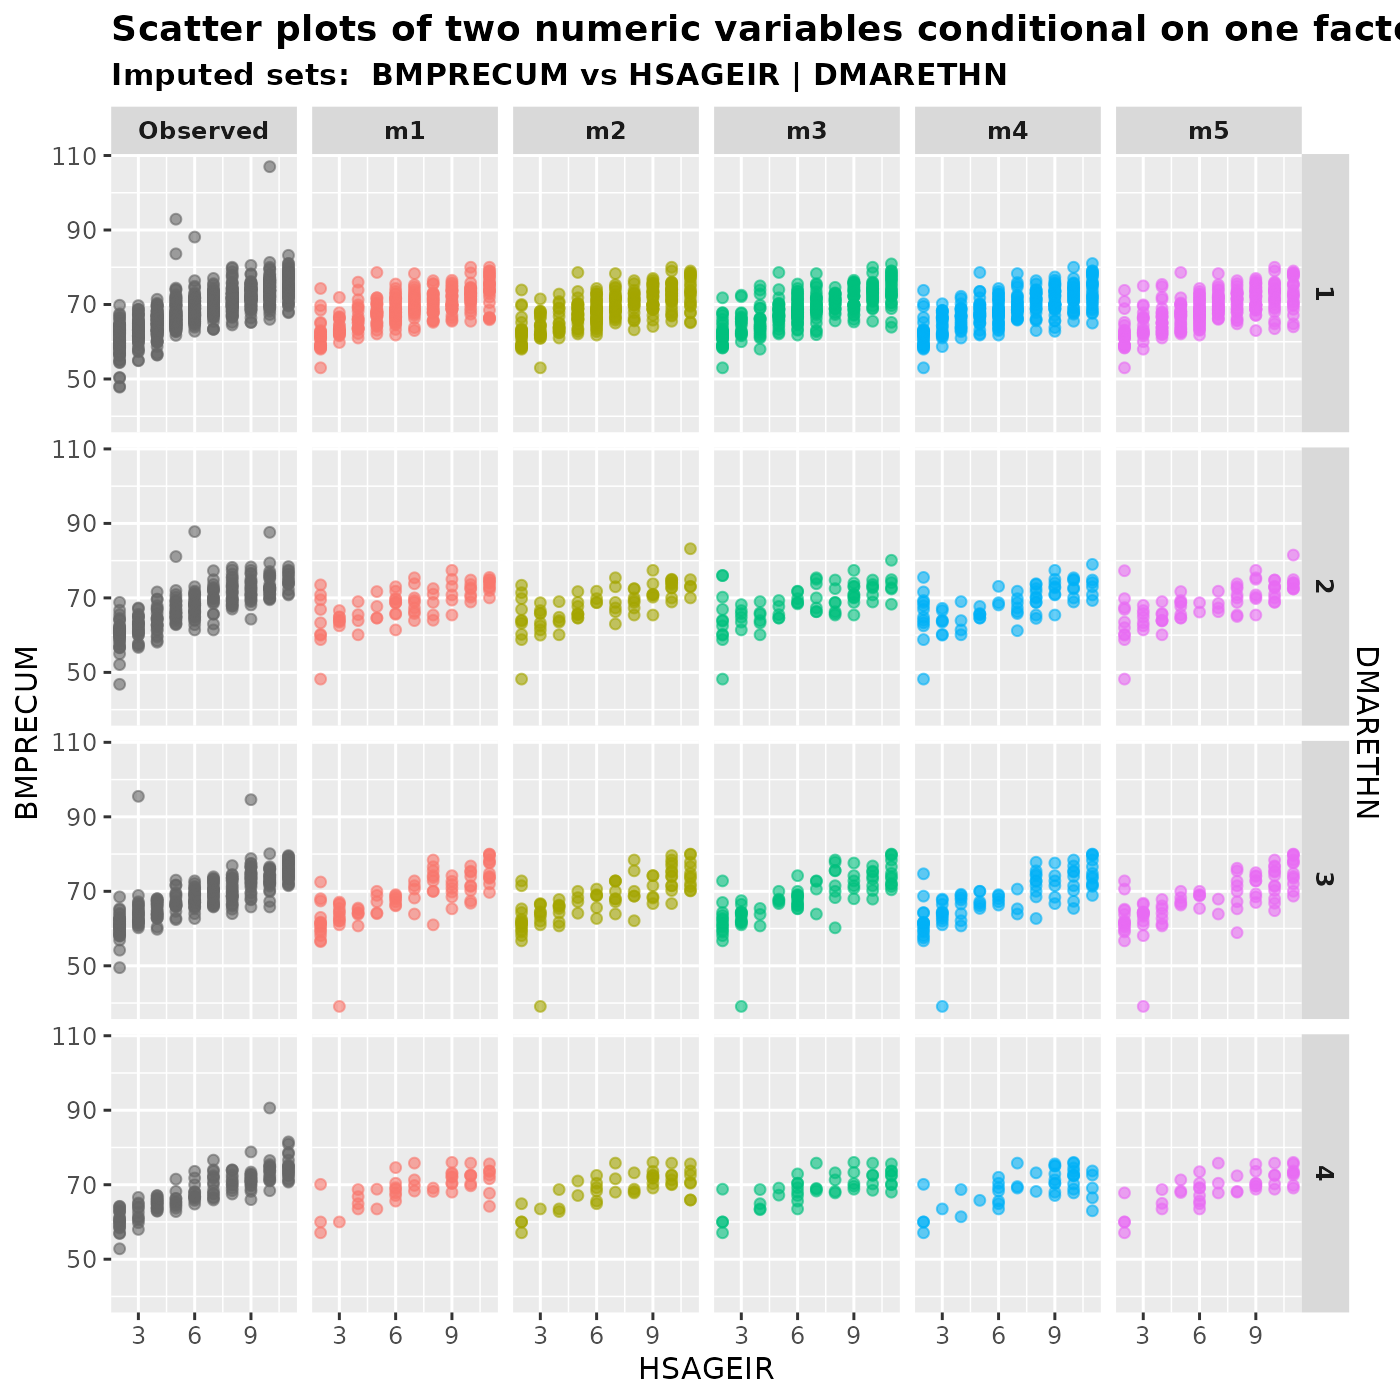 Scatter plots of two numeric variables conditional on one facto
Imputed sets:  BMPRECUM vs HSAGEIR | DMARETHN
Observed m1 m2 m3 m4 m5
110
90
70
50
1
110
90
70
50
2
110
90
70
50
3
110
90
70
50
4
BMPRECUM
DMARETHN
3 6 9 3 6 9 3 6 9 3 6 9 3 6 9 3 6 9
HSAGEIR